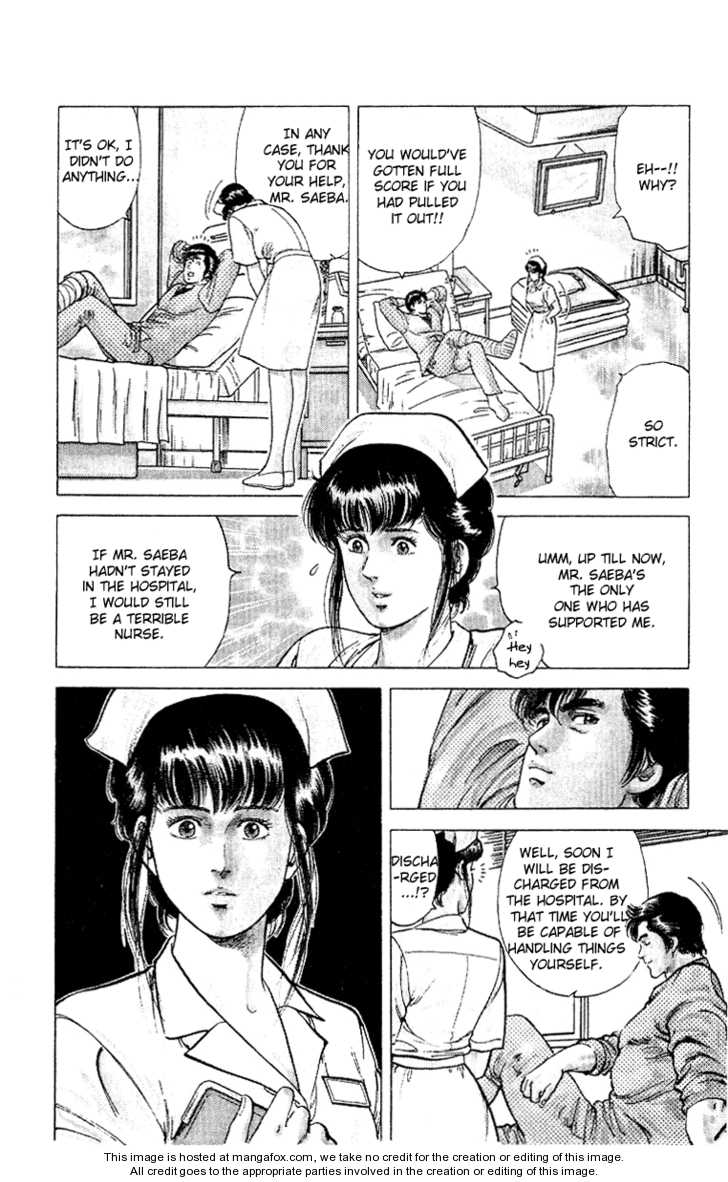 EH--!!
WHY?
YOU WOULD'VE
GOTTEN FULL
SCORE IF YOU
HAD PULLED
IT OUT!!
SO
STRICT.
IN ANY
CASE, THANK
YOU FOR
YOUR HELP,
MR. SAEBA.
IT'S OK, I
DIDN'T DO
ANYTHING...
UMM, UP TILL NOW,
MR. SAEBA'S
THE ONLY
ONE WHO HAS
SUPPORTED ME.
Hey
hey
IF MR. SAEBA
HADN'T STAYED
IN THE HOSPITAL,
I WOULD STILL
BE A TERRIBLE
NURSE.
WELL, SOON I
WILL BE DIS-
CHARGED FROM
THE HOSPITAL. BY
THAT TIME YOU'LL
BE CAPABLE OF
HANDLING THINGS
YOURSELF.
DISCHA
-RGED
...!?
This image is hosted at mangafox.com, we take no credit for the creation or editing of this image.
All credit goes to the appropriate parties involved in the creation or editing of this image.